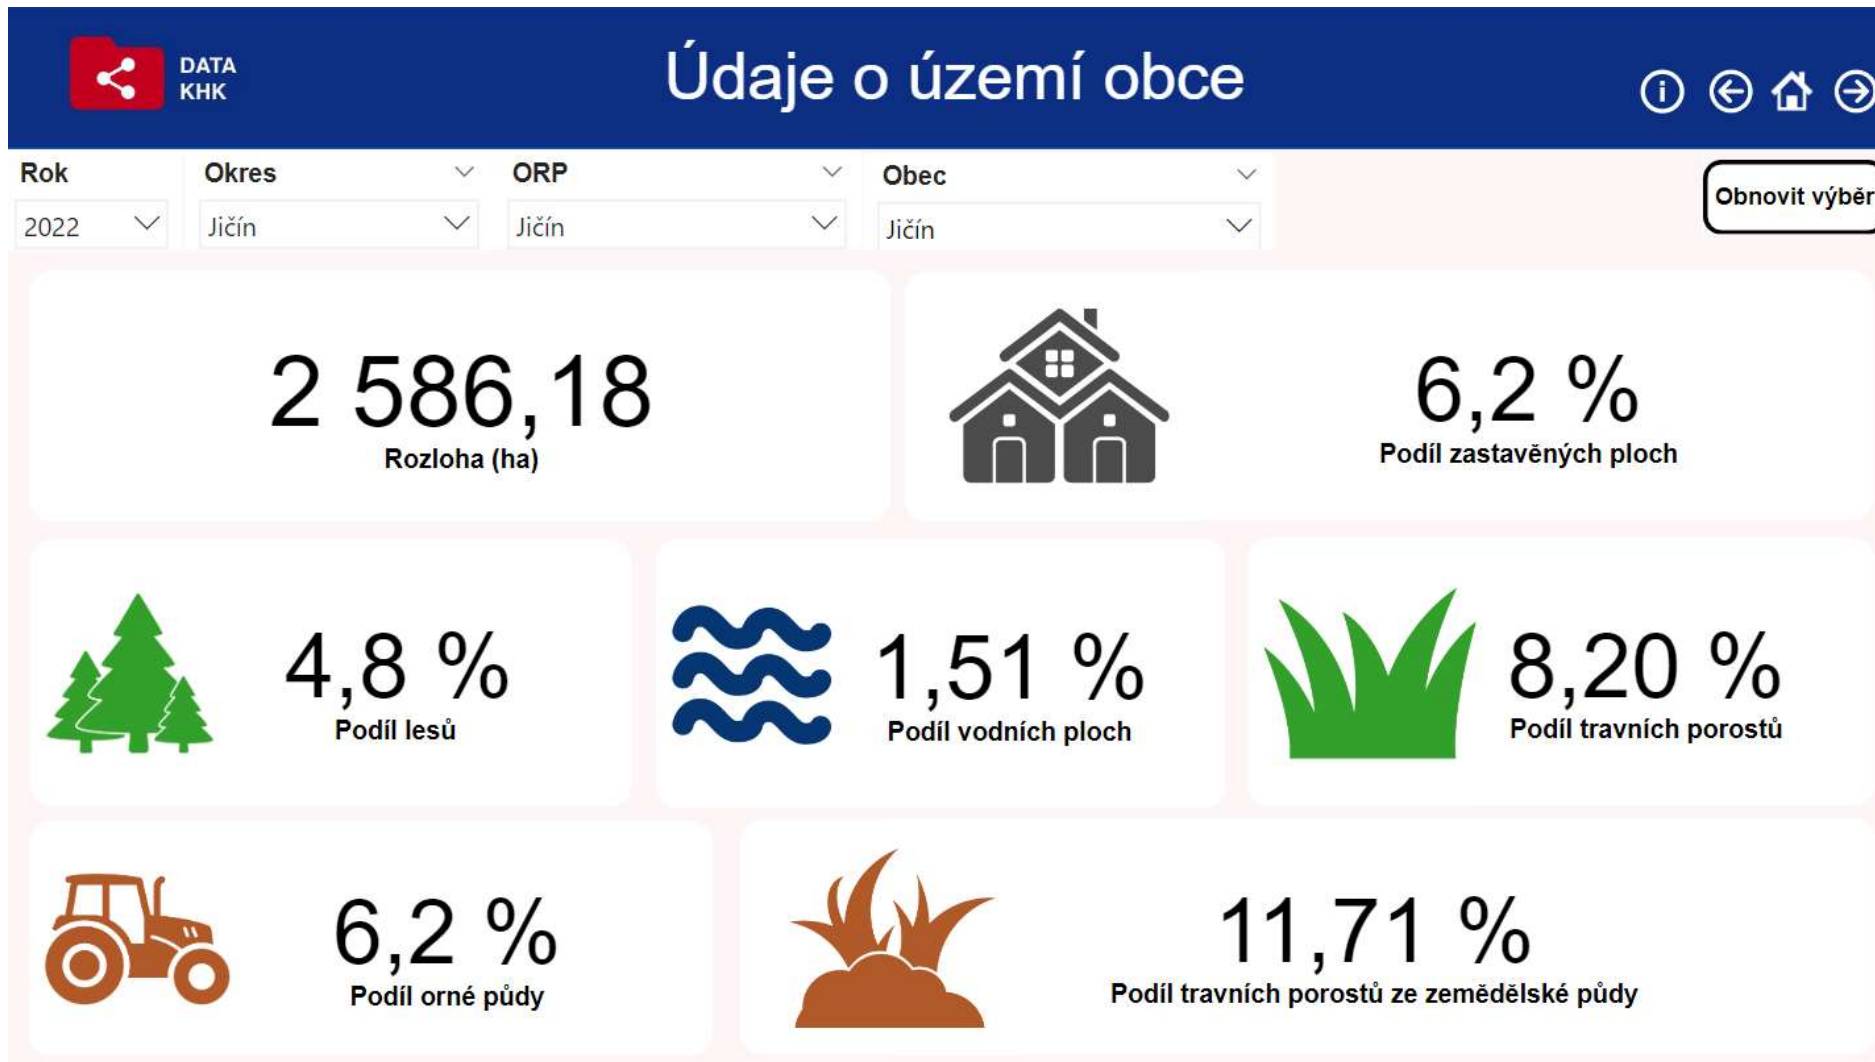 DATA
KHK
Údaje o území obce
Rok
Okres
ORP
Obec
Obnovit výběr
2022
Jičín
Jičín
Jičín
2 586,18
Rozloha (ha)
6,2 %
Podíl zastavěných ploch
4,8 %
Podíl lesů
1,51 %
Podíl vodních ploch
8,20 %
Podíl travních porostů
6,2 %
Podíl orné půdy
11,71 %
Podíl travních porostů ze zemědělské půdy